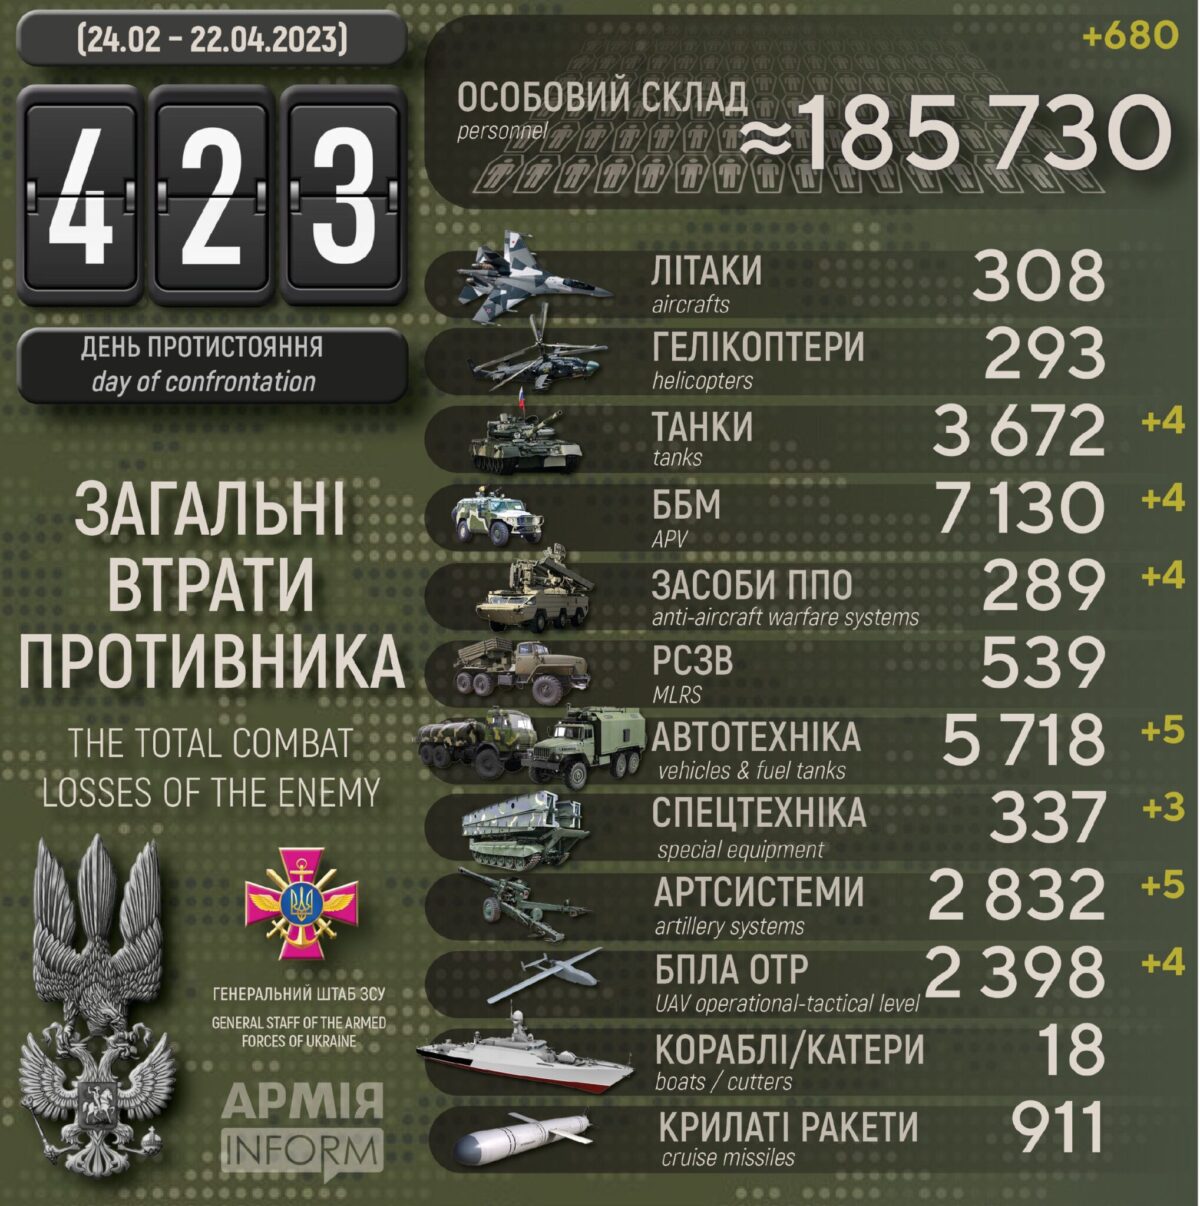 (24.02 – 22.04.2023)
423
ДЕНЬ ПРОТИСТОЯННЯ
day of confrontation
ЗАГАЛЬНІ
ВТРАТИ
ПРОТИВНИКА
THE TOTAL COMBAT
LOSSES OF THE ENEMY
ГЕНЕРАЛЬНИЙ ШТАБ ЗСУ
GENERAL STAFF OF THE ARMED
FORCES OF UKRAINE
АРМІЯ
INFORM
+680
ОСОБОВИЙ СКЛАД ≈185 730
personnel
ЛІТАКИ 308
aircrafts
ГЕЛІКОПТЕРИ 293
helicopters
ТАНКИ 3 672 +4
tanks
ББМ 7 130 +4
APV
ЗАСОБИ ППО 289 +4
anti-aircraft warfare systems
РСЗВ 539
MLRS
АВТОТЕХНІКА 5 718 +5
vehicles & fuel tanks
СПЕЦТЕХНІКА 337 +3
special equipment
АРТСИСТЕМИ 2 832 +5
artillery systems
БПЛА ОТР 2 398 +4
UAV operational-tactical level
КОРАБЛІ/КАТЕРИ 18
boats / cutters
КРИЛАТІ РАКЕТИ 911
cruise missiles